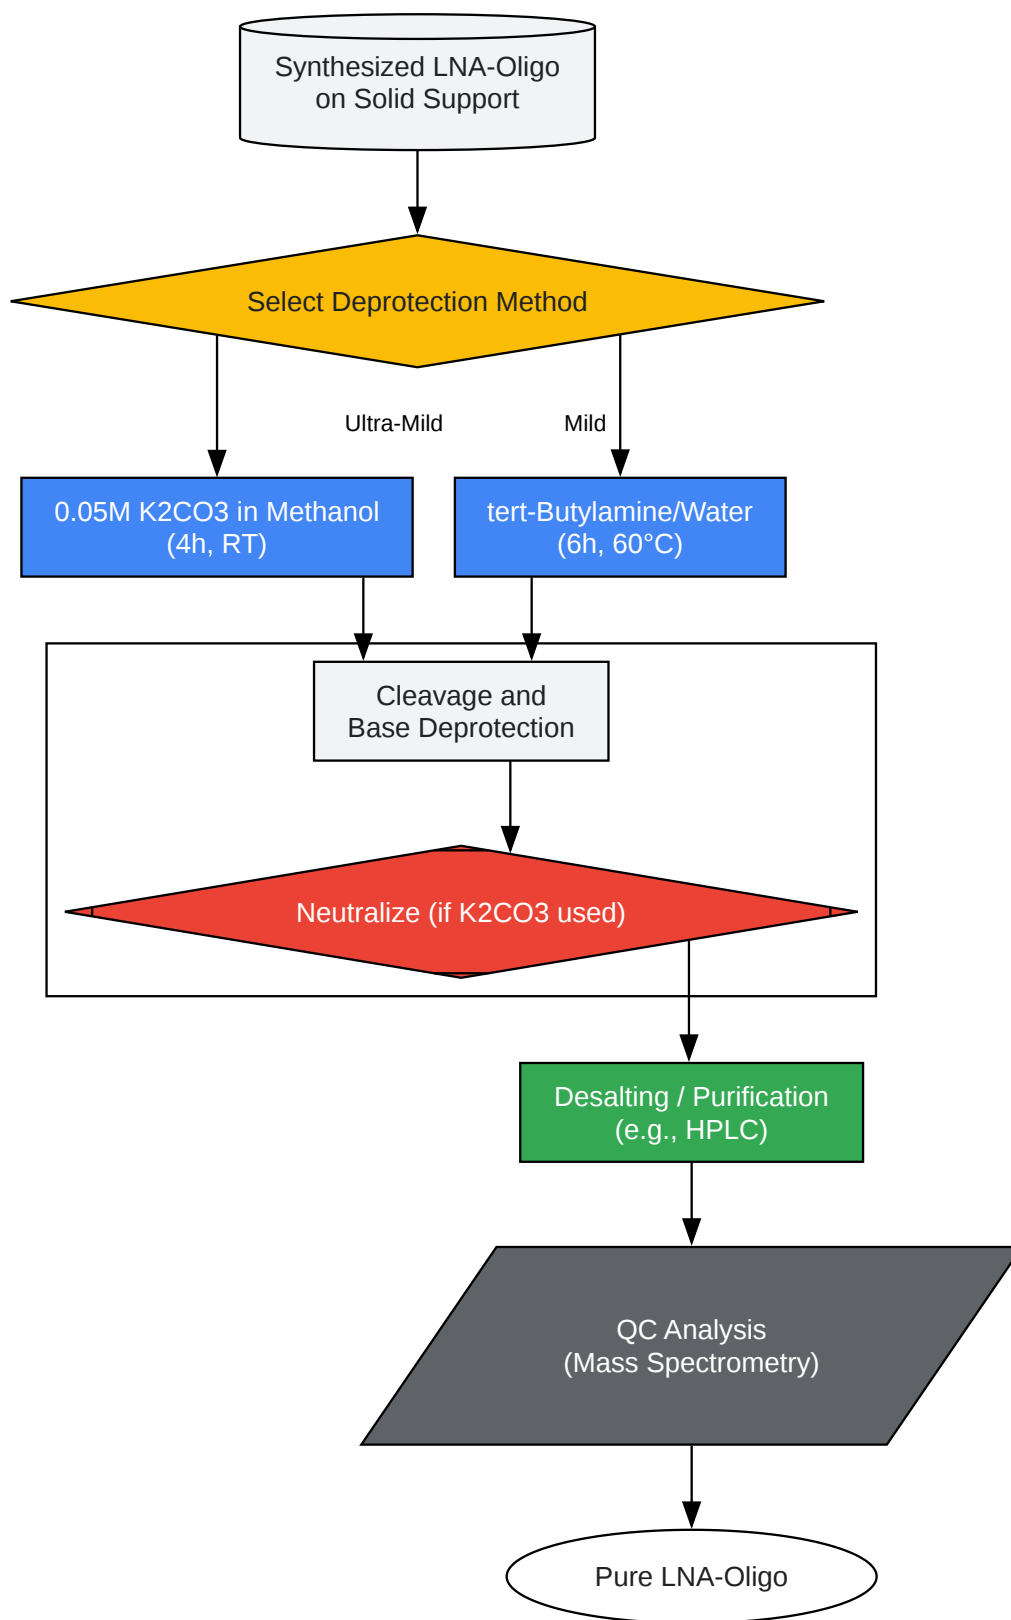 Synthesized LNA-Oligo
on Solid Support
Select Deprotection Method
Ultra-Mild
Mild
0.05M K2CO3 in Methanol
(4h, RT)
tert-Butylamine/Water
(6h, 60°C)
Cleavage and
Base Deprotection
Neutralize (if K2CO3 used)
Desalting / Purification
(e.g., HPLC)
QC Analysis
(Mass Spectrometry)
Pure LNA-Oligo